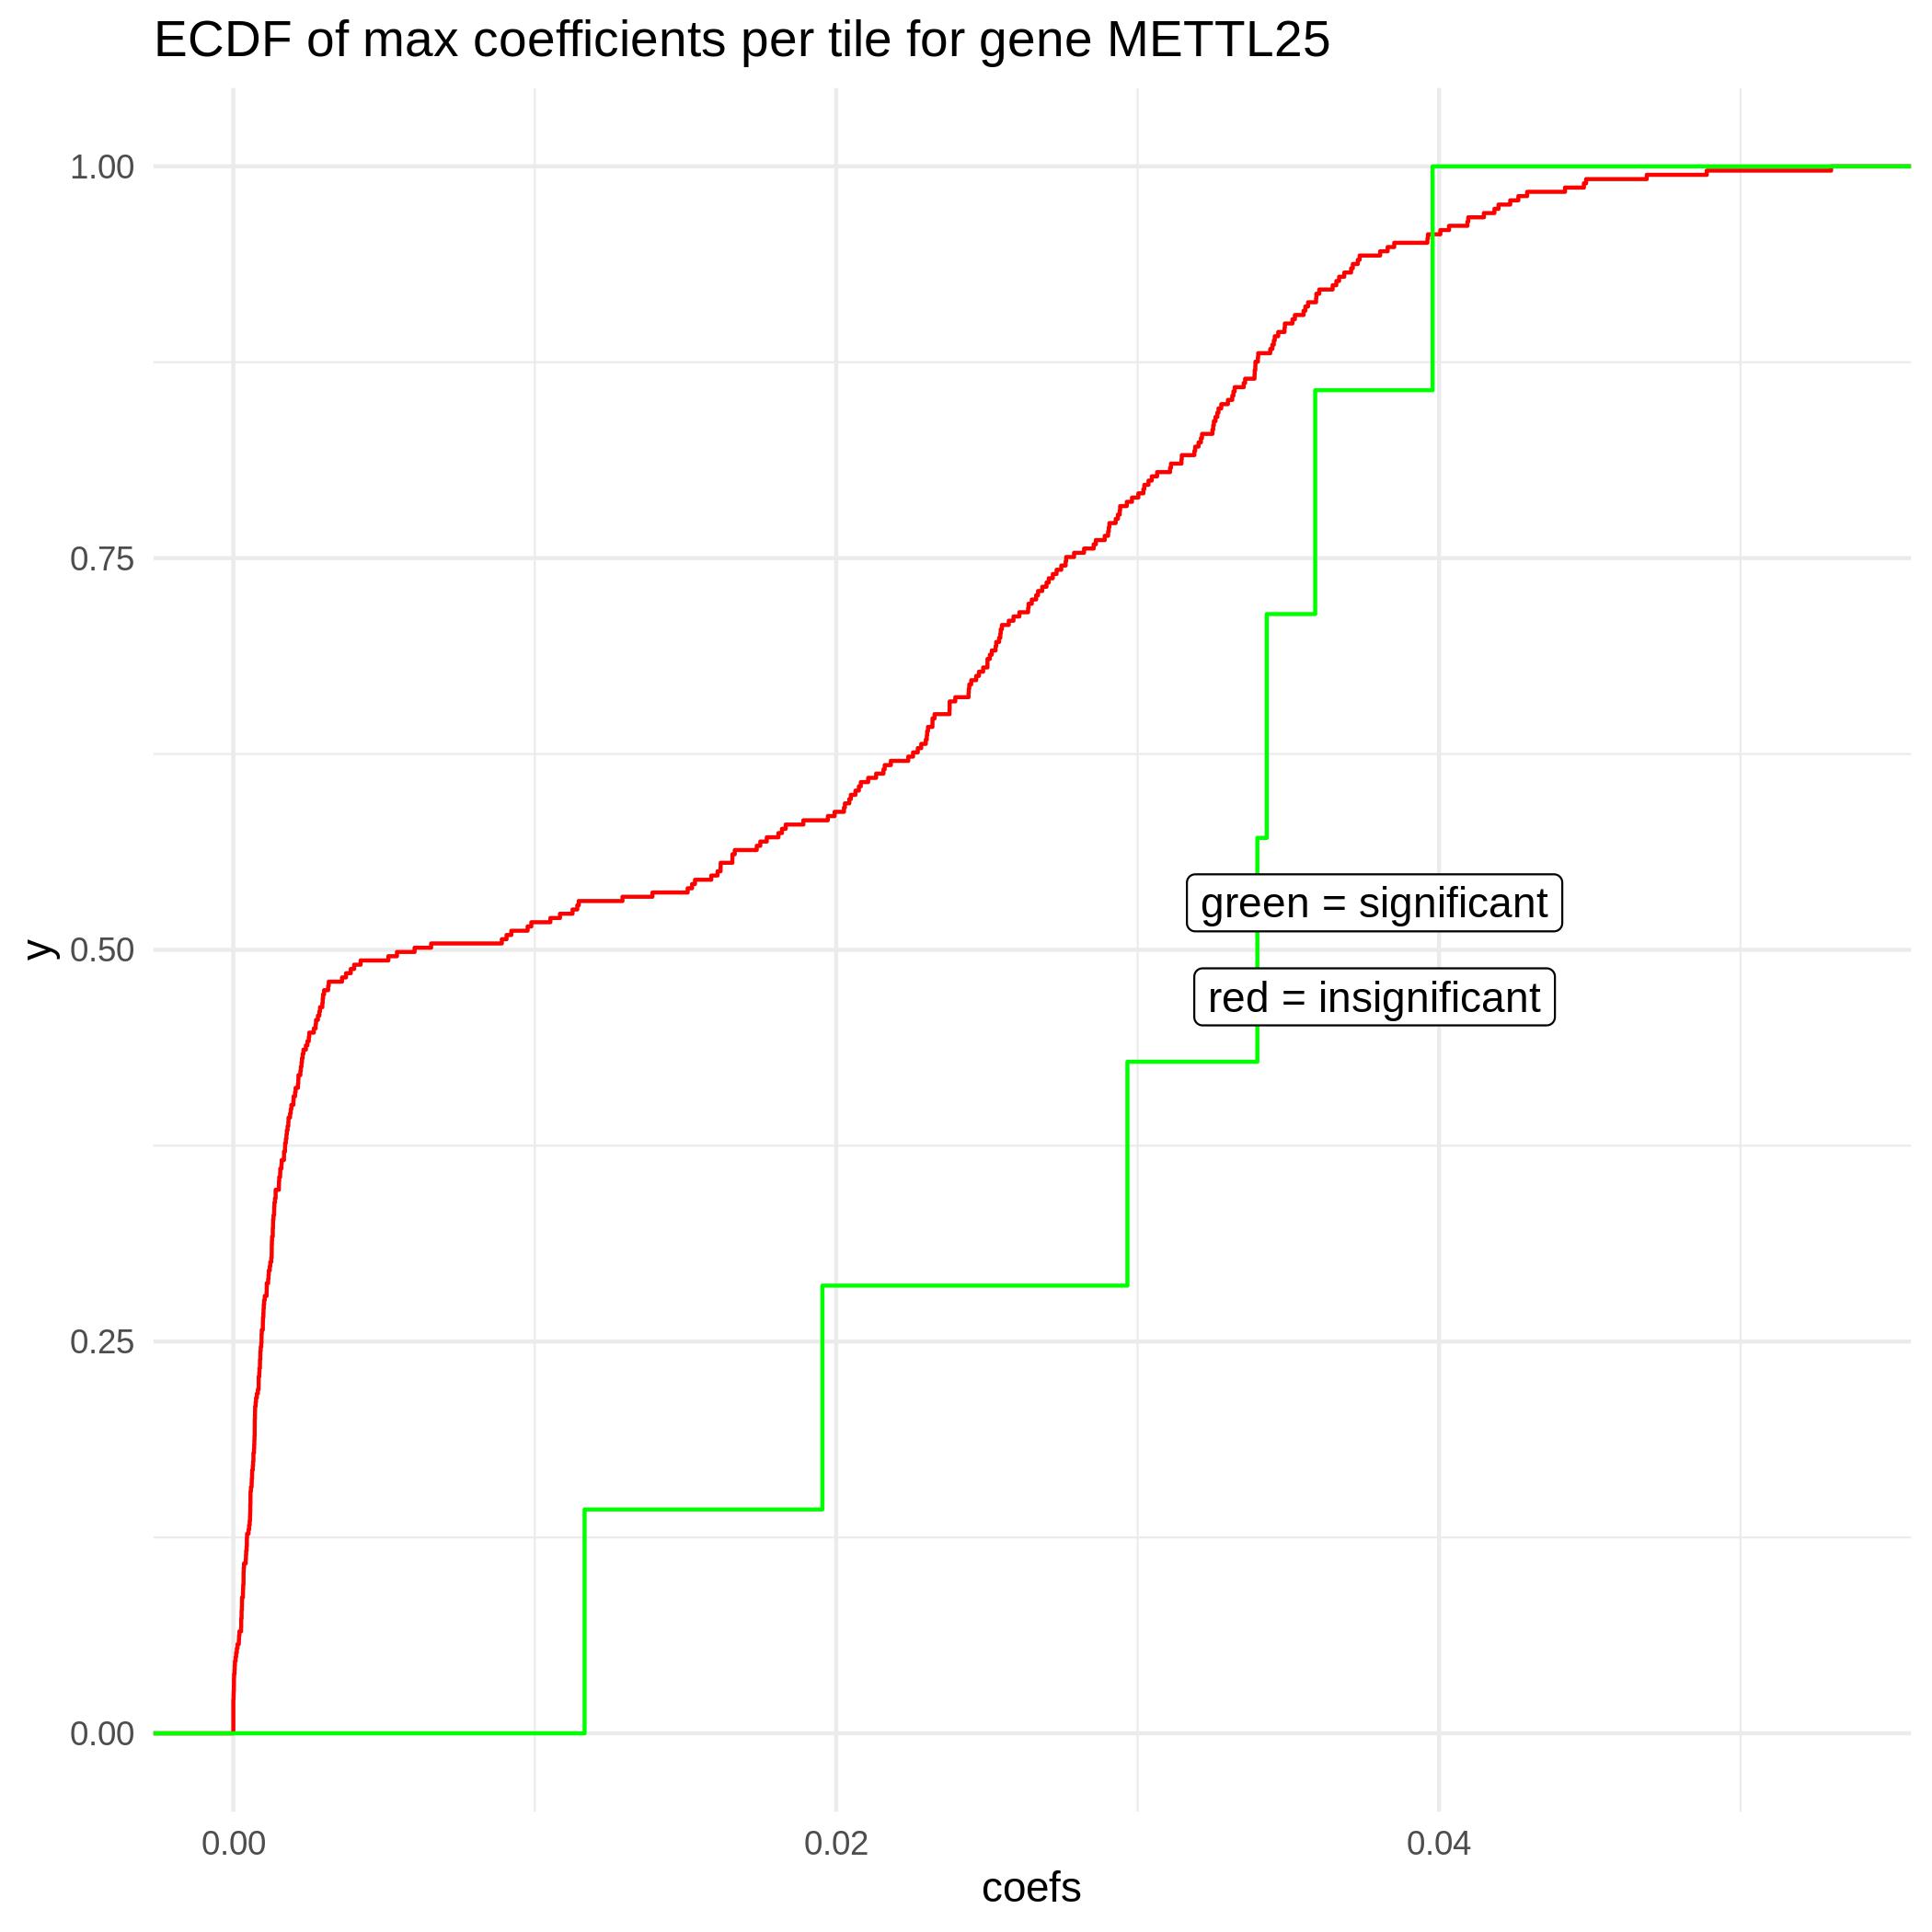 ECDF of max coefficients per tile for gene METTL25
1.00
0.75
0.50
0.25
0.00
y
green = significant
red = insignificant
0.00 0.02 0.04
coefs